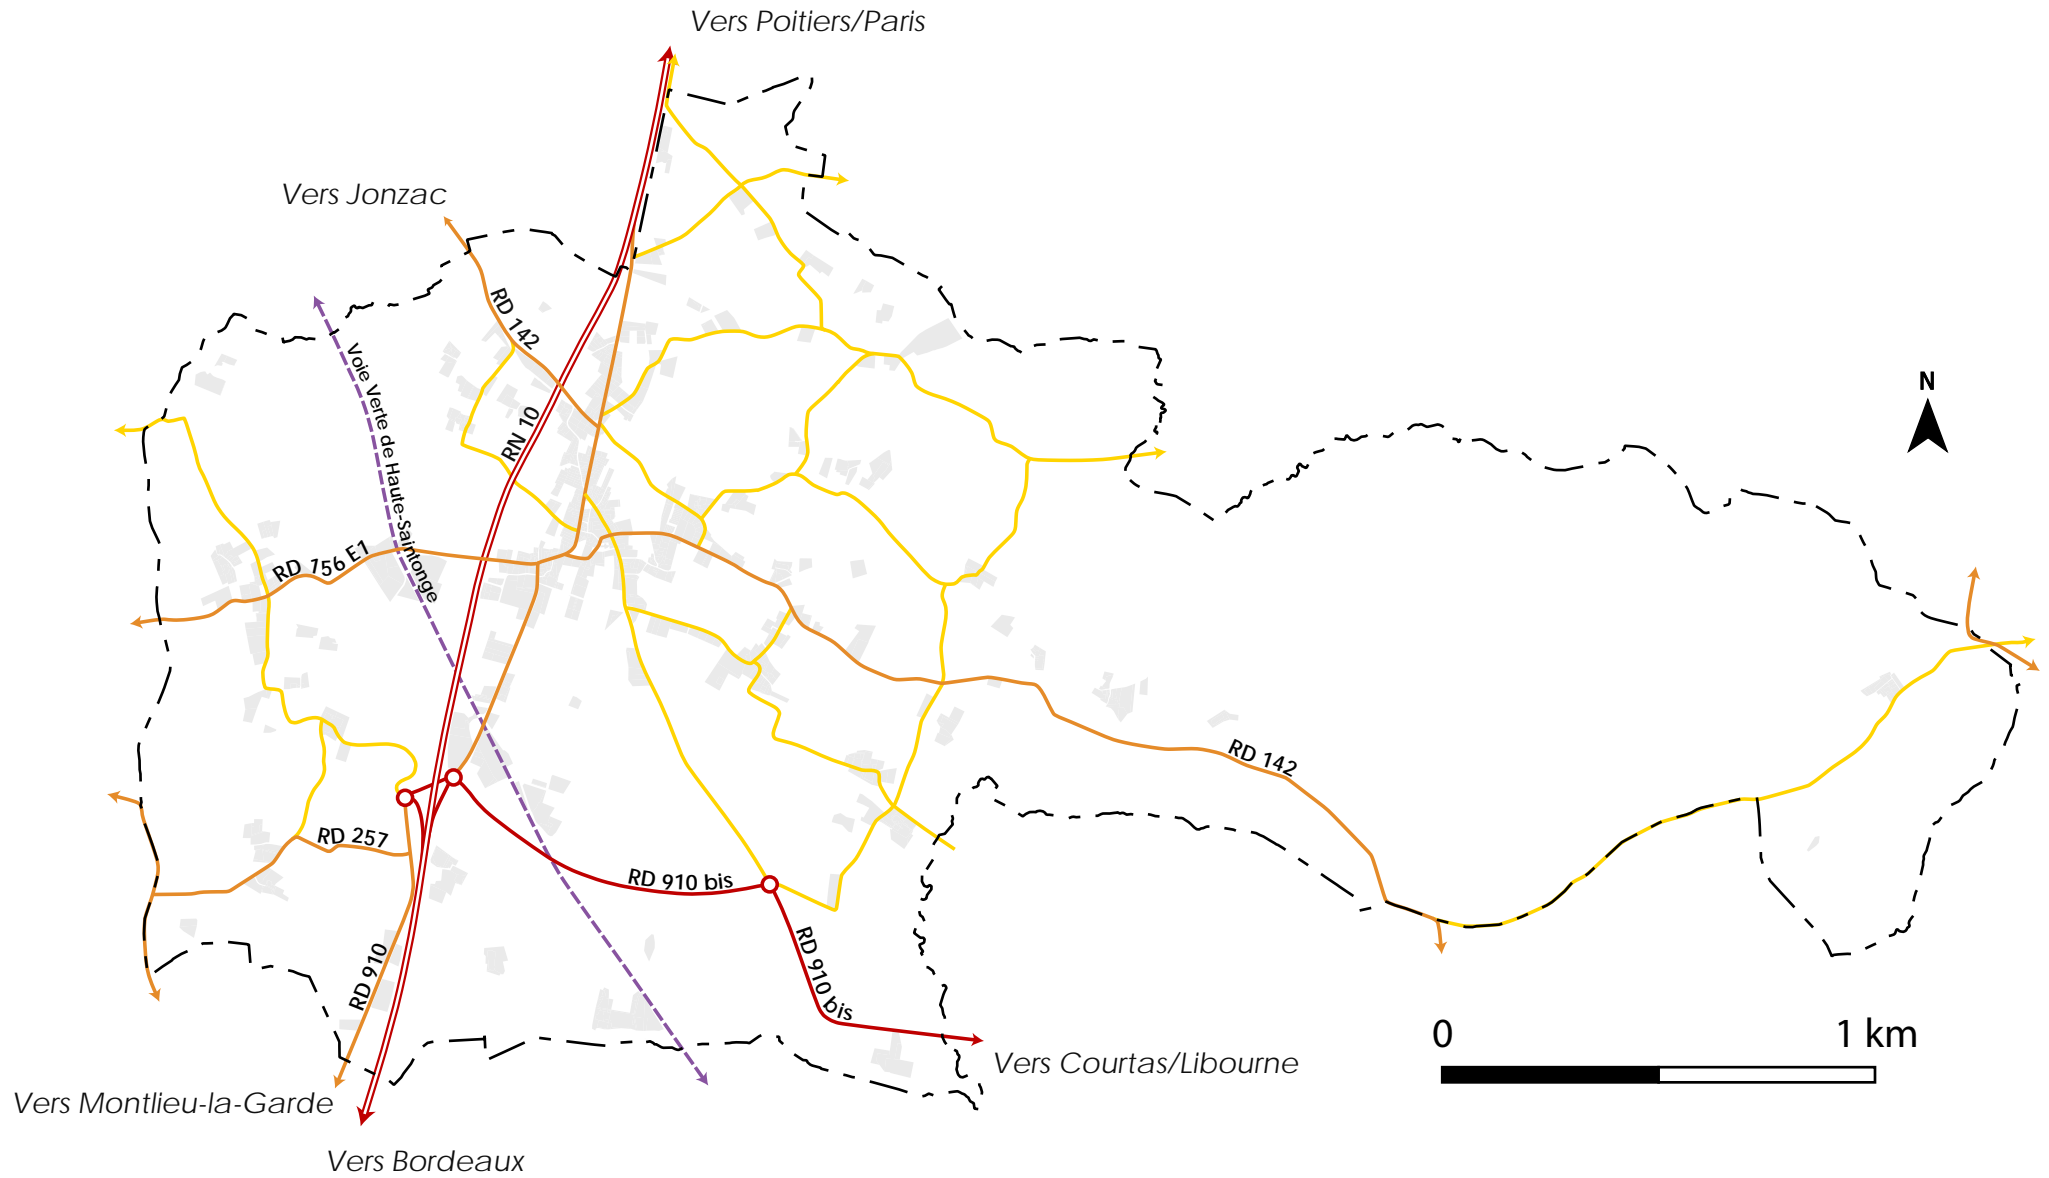 Vers Poitiers/Paris
Vers Jonzac
RD 142
Voie Verte de Haute-Saintonge
N
RN 10
RD 156 E1
RD 142
RD 257
RD 910 bis
RD 910
RD 910 bis
0 1 km
Vers Courtas/Libourne
Vers Montlieu-la-Garde
Vers Bordeaux